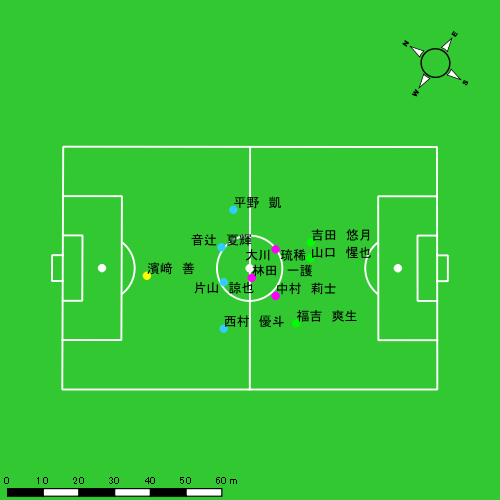 N
E
W
S
平野 凱
音辻 夏輝
吉田 悠月
大川 琉稀
山口 惺也
濱﨑 善
林田 一護
片山 諒也
中村 莉士
西村 優斗
福吉 爽生
0 10 20 30 40 50 60 m